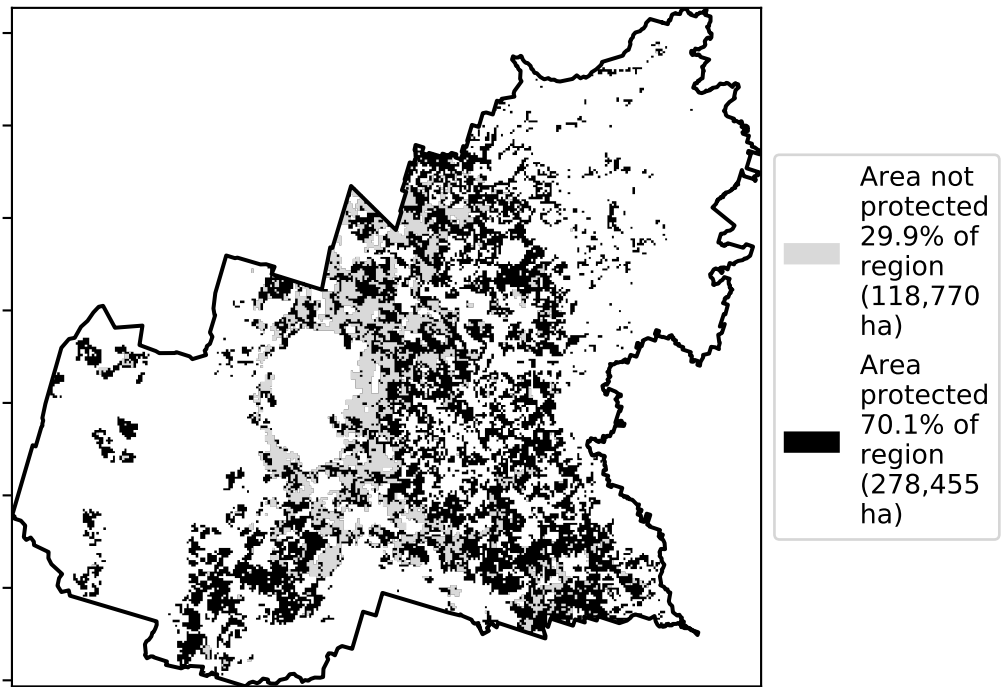 Area not
protected
29.9% of
region
(118,770
ha)
Area
protected
70.1% of
region
(278,455
ha)